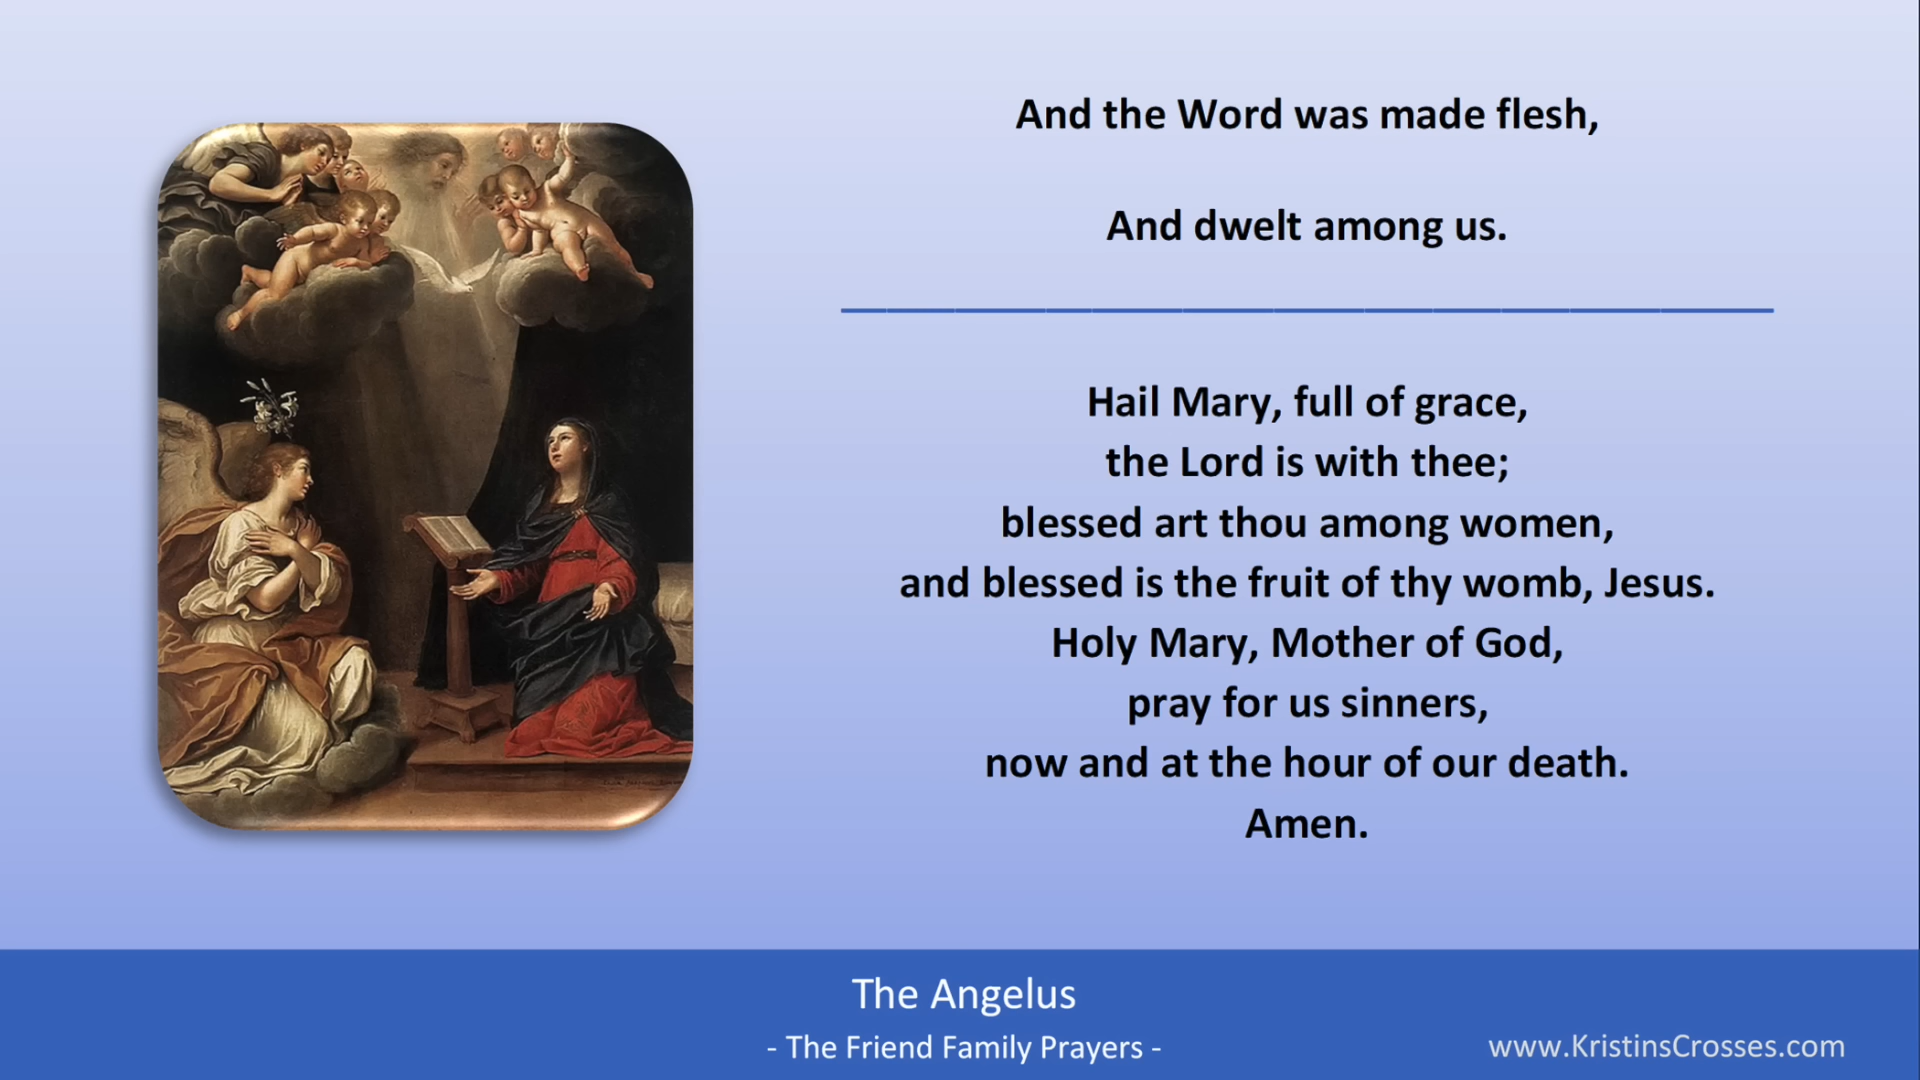 And the Word was made flesh,
And dwelt among us.
Hail Mary, full of grace,
the Lord is with thee;
blessed art thou among women,
and blessed is the fruit of thy womb, Jesus.
Holy Mary, Mother of God,
pray for us sinners,
now and at the hour of our death.
Amen.
The Angelus
- The Friend Family Prayers -
www.KristinsCrosses.com